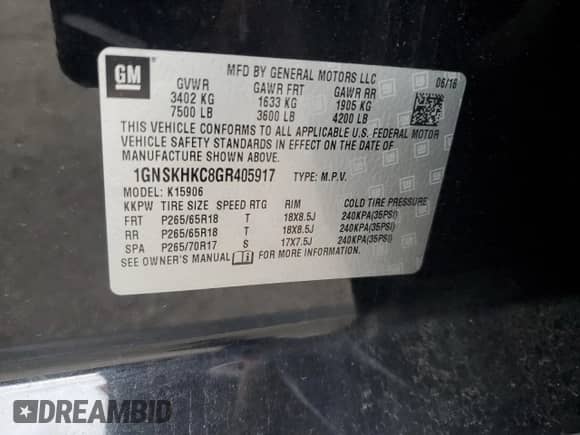 GM ®
MFD BY GENERAL MOTORS LLC 06/16
GVWR GAWR FRT GAWR RR
3402 KG 1633 KG 1905 KG
7500 LB 3600 LB 4200 LB
THIS VEHICLE CONFORMS TO ALL APPLICABLE U.S. FEDERAL MOTOR
VEHICLE SAFETY STANDARDS IN EFFECT ON THE DATE OF
MANUFACTURE SHOWN ABOVE.
1GNSKHKC8GR405917 TYPE: M.P.V.
MODEL: K15906
KKPW TIRE SIZE SPEED RTG RIM COLD TIRE PRESSURE
FRT P265/65R18 T 18X8.5J 240KPA(35PSI)
RR P265/65R18 T 18X8.5J 240KPA(35PSI)
SPA P265/70R17 S 17X7.5J 240KPA(35PSI)
SEE OWNER'S MANUAL FOR MORE INFORMATION.
DREAMBID